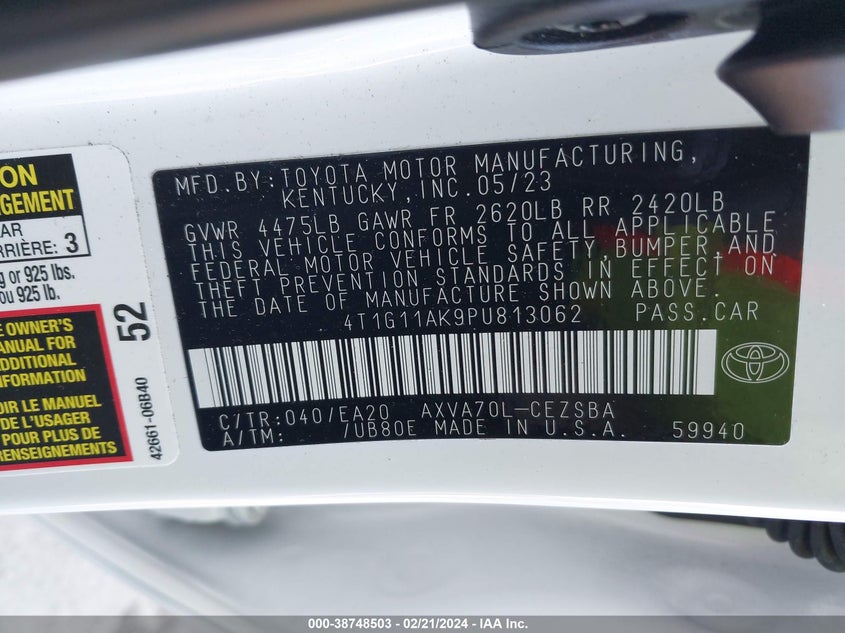 ON
RGEMENT
AR
RRIÈRE: 3
g or 925 lbs.
ou 925 lb.
E OWNER'S
MANUAL FOR
ADDITIONAL
INFORMATION
OIR LE MANUEL
DE L'USAGER
POUR PLUS DE
RENSEIGNEMENTS
52
42661-06B40
MFD. BY: TOYOTA MOTOR MANUFACTURING,
KENTUCKY, INC. 05/23
GVWR 4475LB GAWR FR 2620LB RR 2420LB
THIS VEHICLE CONFORMS TO ALL APPLICABLE
FEDERAL MOTOR VEHICLE SAFETY, BUMPER, AND
THEFT PREVENTION STANDARDS IN EFFECT ON
THE DATE OF MANUFACTURE SHOWN ABOVE.
4T1G11AK9PU813062 PASS. CAR
C/TR: 040/EA20 AXVA70L-CEZSBA
A/TM: /UB80E MADE IN U.S.A. 59940
000-38748503 - 02/21/2024 - IAA Inc.